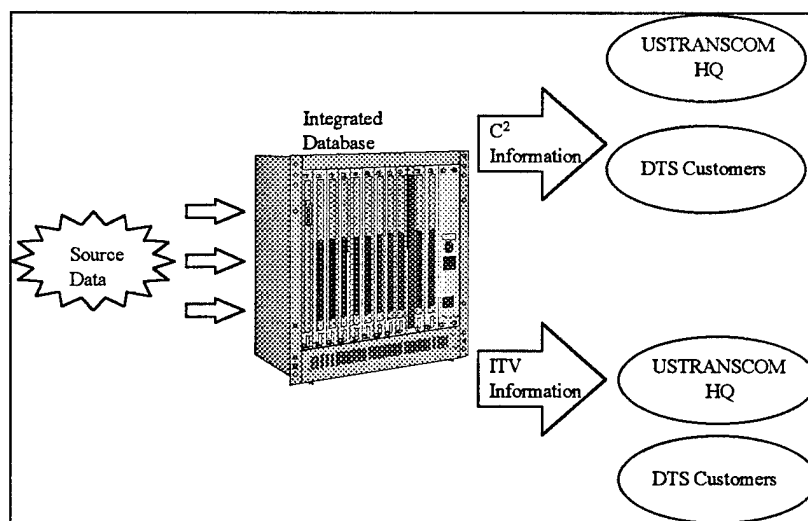 Source
Data
Integrated
Database
C²
Information
USTRANSCOM
HQ
DTS Customers
ITV
Information
USTRANSCOM
HQ
DTS Customers